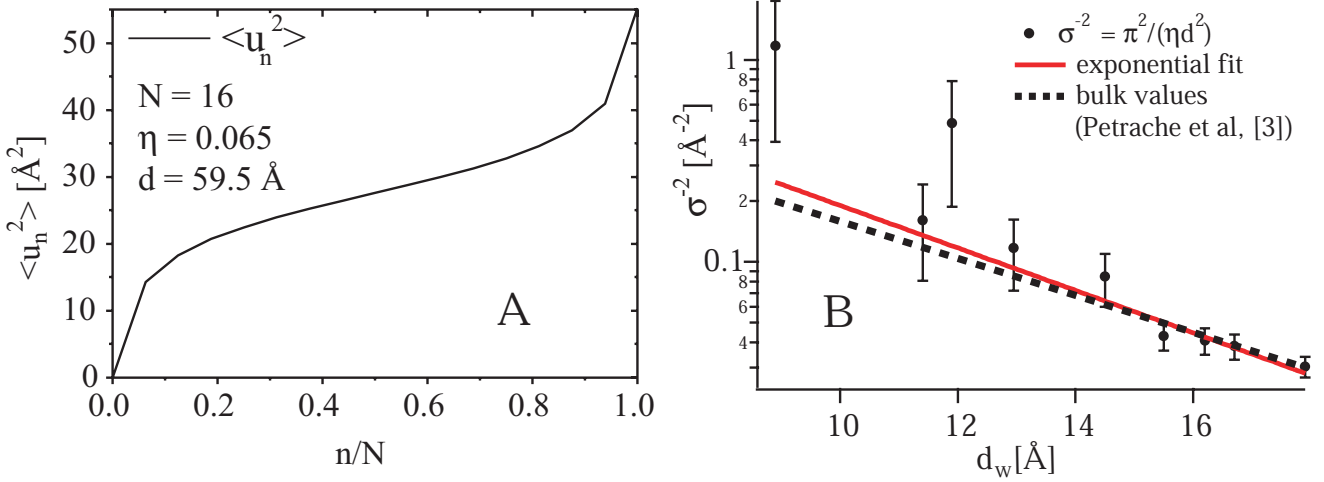 <u_n^2>
N = 16
η = 0.065
d = 59.5 Å
A
<u_n^2> [Å^2]
50
40
30
20
10
0
0.0 0.2 0.4 0.6 0.8 1.0
n/N
σ^-2 = π^2/(ηd^2)
exponential fit
bulk values
(Petrache et al, [3])
B
σ^-2 [Å^-2]
1
8
6
4
2
0.1
8
6
4
10 12 14 16
d_w[Å]